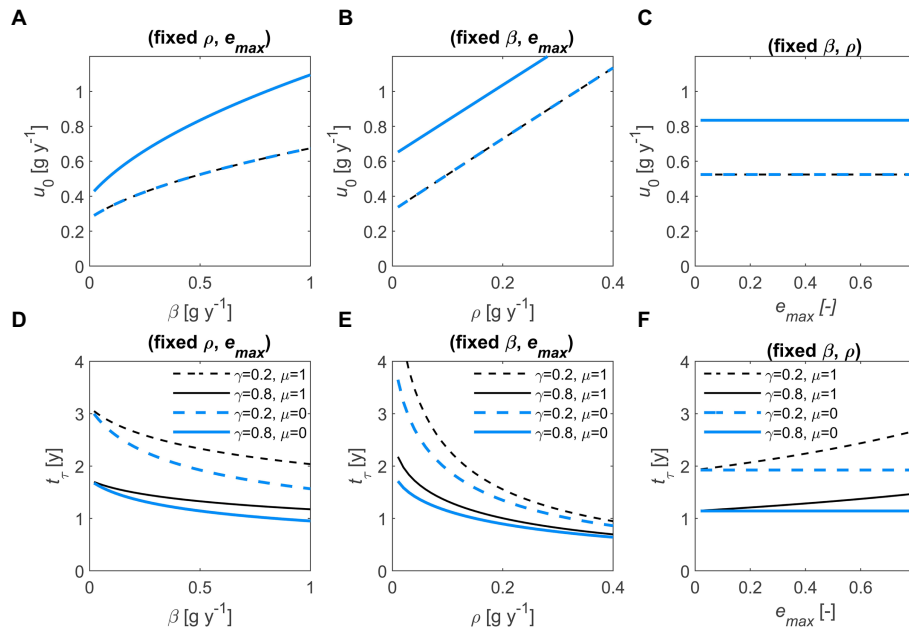 A
(fixed ρ, e_max)
u_0 [g y⁻¹]
1
0.8
0.6
0.4
0.2
0
0 0.5 1
β [g y⁻¹]
B
(fixed β, e_max)
u_0 [g y⁻¹]
1
0.8
0.6
0.4
0.2
0
0 0.2 0.4
ρ [g y⁻¹]
C
(fixed β, ρ)
u_0 [g y⁻¹]
1
0.8
0.6
0.4
0.2
0
0 0.2 0.4 0.6
e_max [-]
D
(fixed ρ, e_max)
γ=0.2, μ=1
γ=0.8, μ=1
γ=0.2, μ=0
γ=0.8, μ=0
t_τ [y]
4
3
2
1
0
0 0.5 1
β [g y⁻¹]
E
(fixed β, e_max)
γ=0.2, μ=1
γ=0.8, μ=1
γ=0.2, μ=0
γ=0.8, μ=0
t_τ [y]
4
3
2
1
0
0 0.2 0.4
ρ [g y⁻¹]
F
(fixed β, ρ)
γ=0.2, μ=1
γ=0.8, μ=1
γ=0.2, μ=0
γ=0.8, μ=0
t_τ [y]
4
3
2
1
0
0 0.2 0.4 0.6
e_max [-]